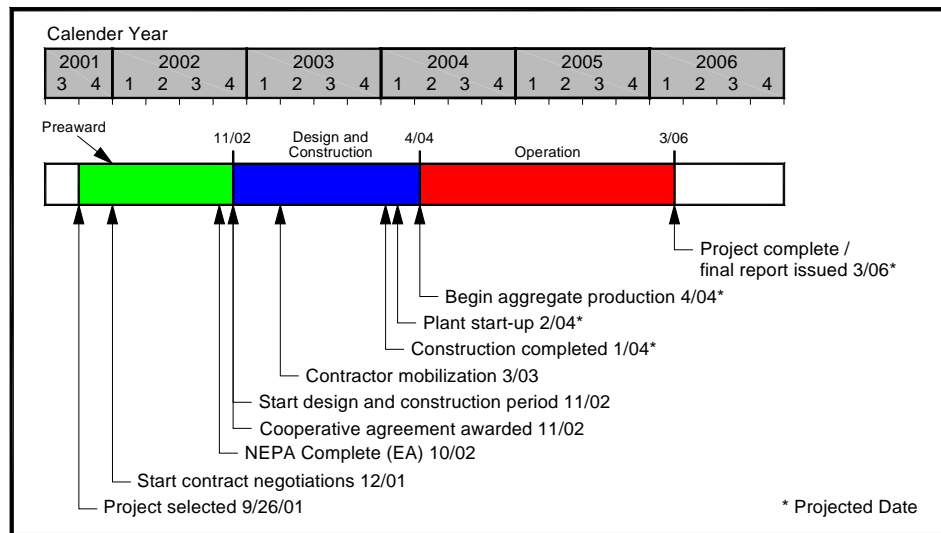 Calender Year
2001 2002 2003 2004 2005 2006
3 4 1 2 3 4 1 2 3 4 1 2 3 4 1 2 3 4 1 2 3 4
Preaward
11/02
Design and
Construction
4/04
Operation
3/06
Project complete /
final report issued 3/06*
Begin aggregate production 4/04*
Plant start-up 2/04*
Construction completed 1/04*
Contractor mobilization 3/03
Start design and construction period 11/02
Cooperative agreement awarded 11/02
NEPA Complete (EA) 10/02
Start contract negotiations 12/01
Project selected 9/26/01
* Projected Date